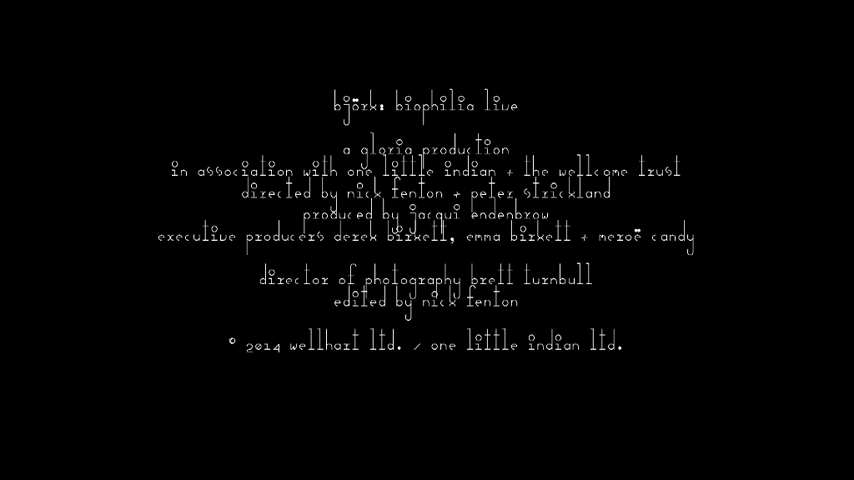 björk: biophilia live
a gloria production
in association with one little indian + the wellcome trust
directed by nick fenton + peter strickland
produced by jacqui endenbrow
executive producers derek birkett, emma birkett + meroë candy
director of photography brett turnbull
edited by nick fenton
© 2014 wellhart ltd. / one little indian ltd.